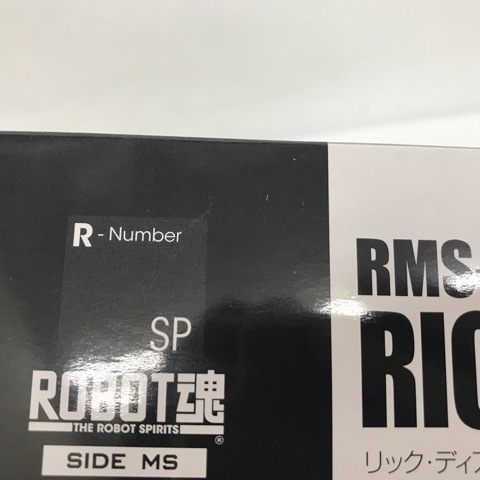 R - Number
SP
ROBOT魂
THE ROBOT SPIRITS
®
SIDE MS
RMS-
RIC
リック・ディア